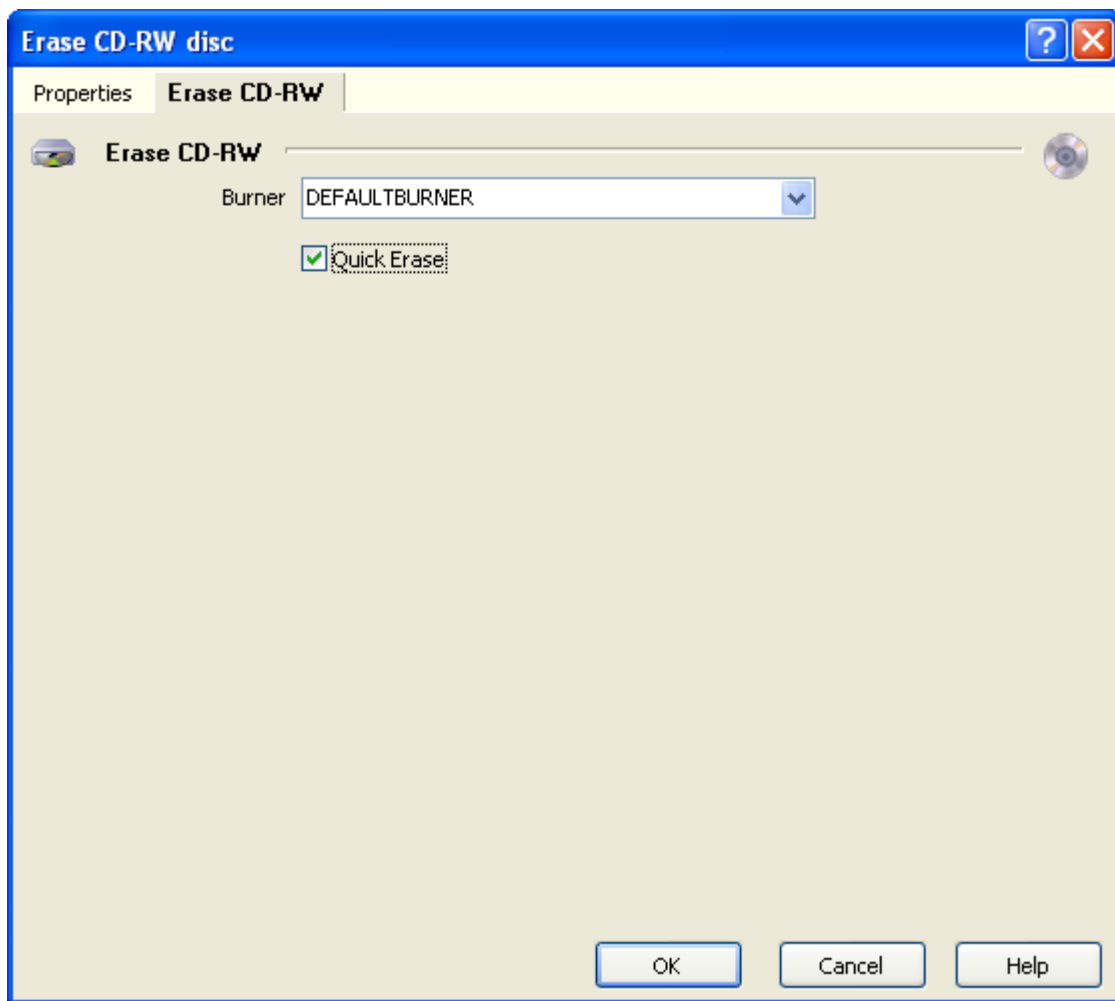 Erase CD-RW disc
Properties Erase CD-RW
Erase CD-RW
Burner DEFAULTBURNER
Quick Erase
OK Cancel Help